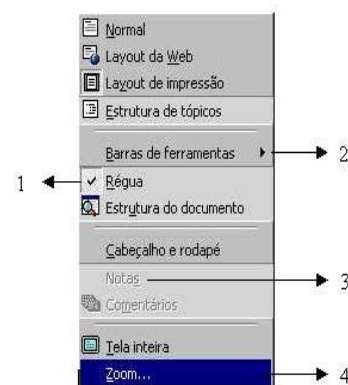 Normal
Layout da Web
Layout de impressão
Estrutura de tópicos
Barras de ferramentas 2
1 Régua
Estrutura do documento
Cabeçalho e rodapé
Notas 3
Comentários
Tela inteira
Zoom... 4